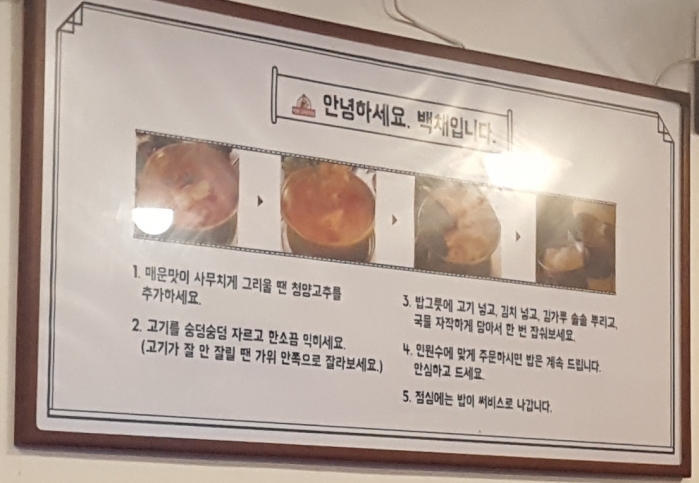 안녕하세요. 백채입니다.
1. 매운맛이 사무치게 그리울 땐 청양고추를
추가하세요.
2. 고기를 숭덩숭덩 자르고 한소끔 익히세요.
(고기가 잘 안 잘릴 땐 가위 안쪽으로 잘라보세요.)
3. 밥그릇에 고기 넣고, 김치 넣고, 김가루 솔솔 뿌리고,
국물 자작하게 담아서 한 번 잡숴보세요.
4. 인원수에 맞게 주문하시면 밥은 계속 드립니다.
안심하고 드세요.
5. 점심에는 밥이 써비스로 나갑니다.